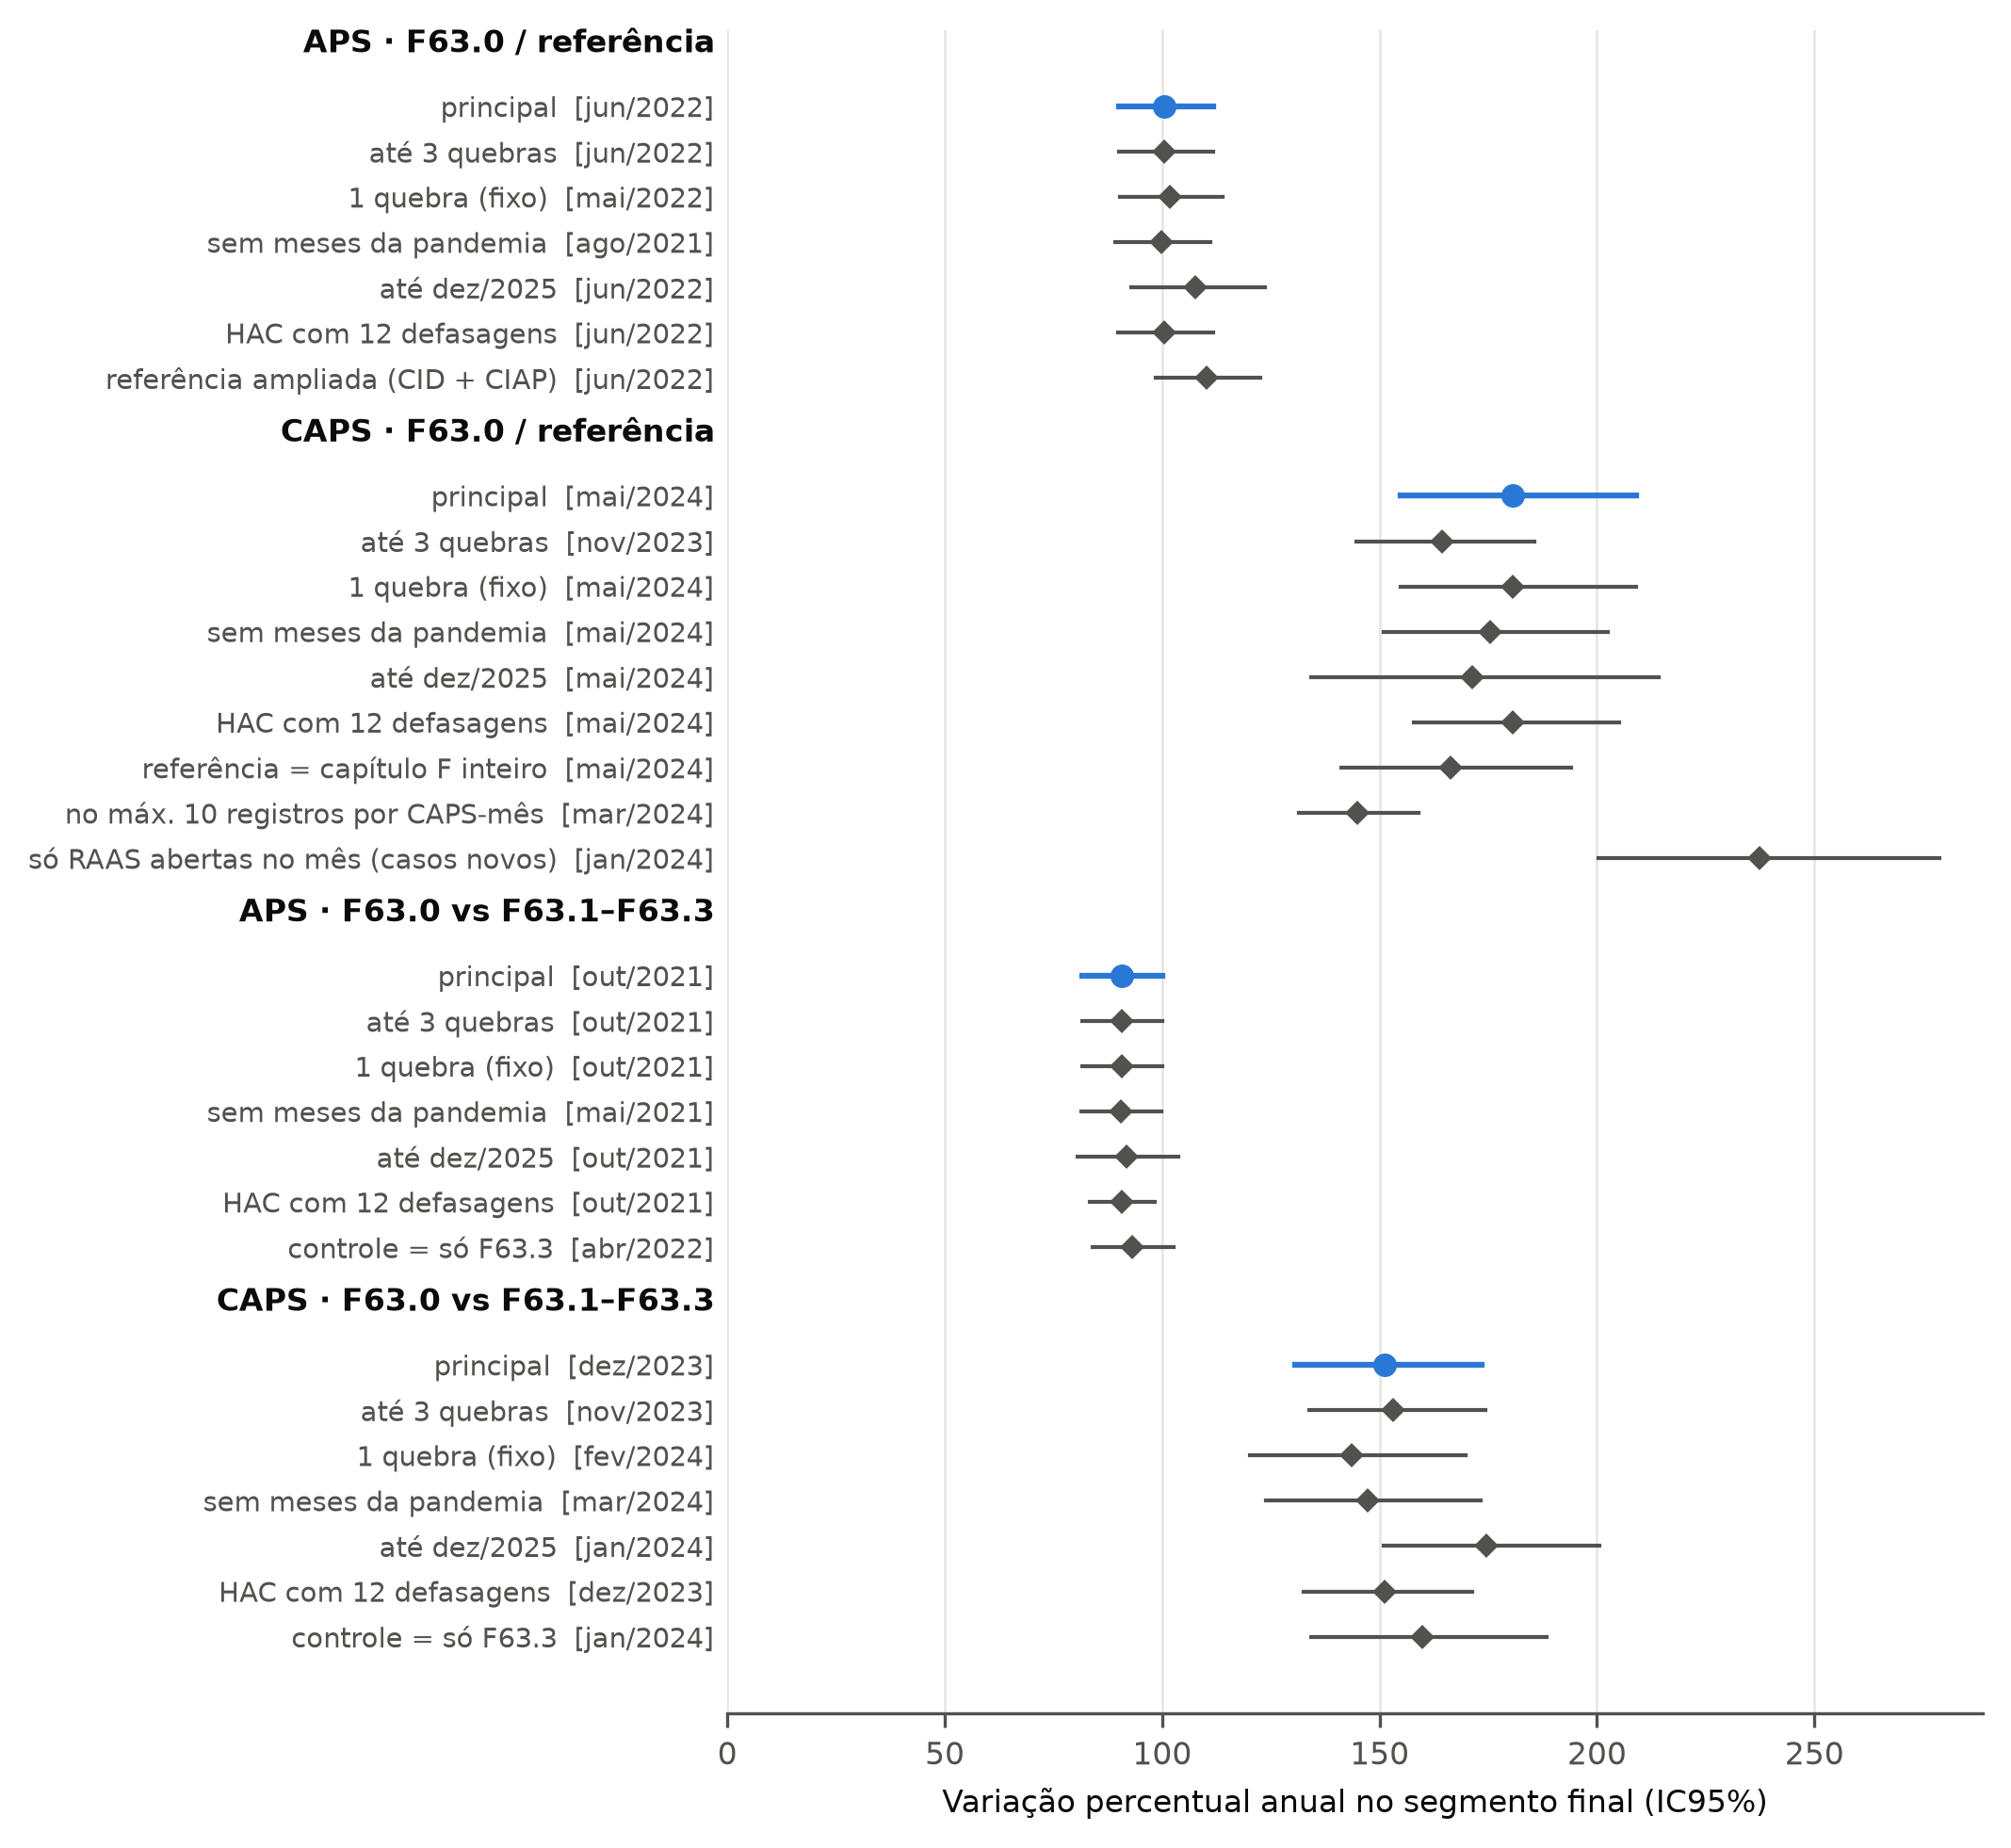 APS · F63.0 / referência
principal [jun/2022]
até 3 quebras [jun/2022]
1 quebra (fixo) [mai/2022]
sem meses da pandemia [ago/2021]
até dez/2025 [jun/2022]
HAC com 12 defasagens [jun/2022]
referência ampliada (CID + CIAP) [jun/2022]
CAPS · F63.0 / referência
principal [mai/2024]
até 3 quebras [nov/2023]
1 quebra (fixo) [mai/2024]
sem meses da pandemia [mai/2024]
até dez/2025 [mai/2024]
HAC com 12 defasagens [mai/2024]
referência = capítulo F inteiro [mai/2024]
no máx. 10 registros por CAPS-mês [mar/2024]
só RAAS abertas no mês (casos novos) [jan/2024]
APS · F63.0 vs F63.1–F63.3
principal [out/2021]
até 3 quebras [out/2021]
1 quebra (fixo) [out/2021]
sem meses da pandemia [mai/2021]
até dez/2025 [out/2021]
HAC com 12 defasagens [out/2021]
controle = só F63.3 [abr/2022]
CAPS · F63.0 vs F63.1–F63.3
principal [dez/2023]
até 3 quebras [nov/2023]
1 quebra (fixo) [fev/2024]
sem meses da pandemia [mar/2024]
até dez/2025 [jan/2024]
HAC com 12 defasagens [dez/2023]
controle = só F63.3 [jan/2024]
0 50 100 150 200 250
Variação percentual anual no segmento final (IC95%)